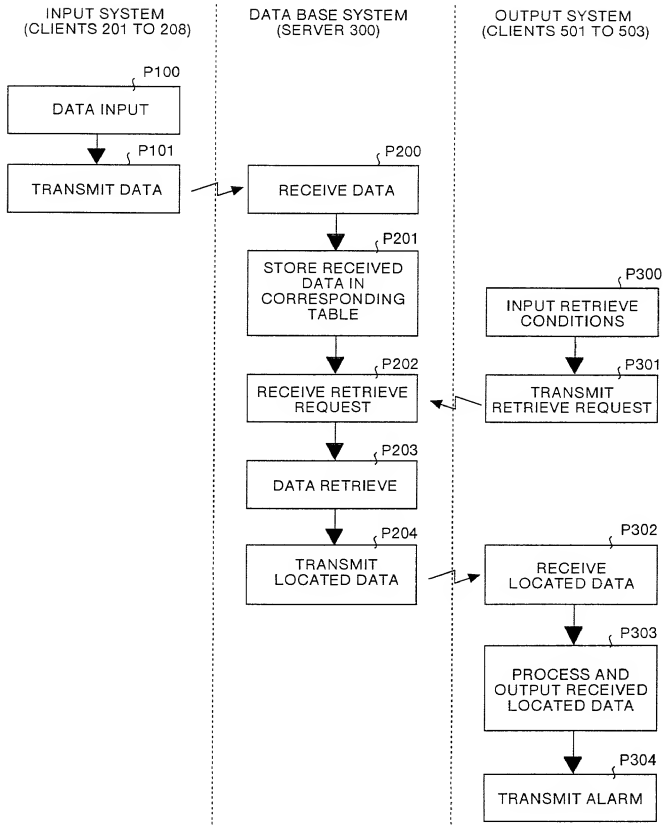 INPUT SYSTEM
(CLIENTS 201 TO 208)
DATA BASE SYSTEM
(SERVER 300)
OUTPUT SYSTEM
(CLIENTS 501 TO 503)
P100
DATA INPUT
P101
TRANSMIT DATA
P200
RECEIVE DATA
P201
STORE RECEIVED
DATA IN
CORRESPONDING
TABLE
P300
INPUT RETRIEVE
CONDITIONS
P202
RECEIVE RETRIEVE
REQUEST
P301
TRANSMIT
RETRIEVE REQUEST
P203
DATA RETRIEVE
P204
TRANSMIT
LOCATED DATA
P302
RECEIVE
LOCATED DATA
P303
PROCESS AND
OUTPUT RECEIVED
LOCATED DATA
P304
TRANSMIT ALARM